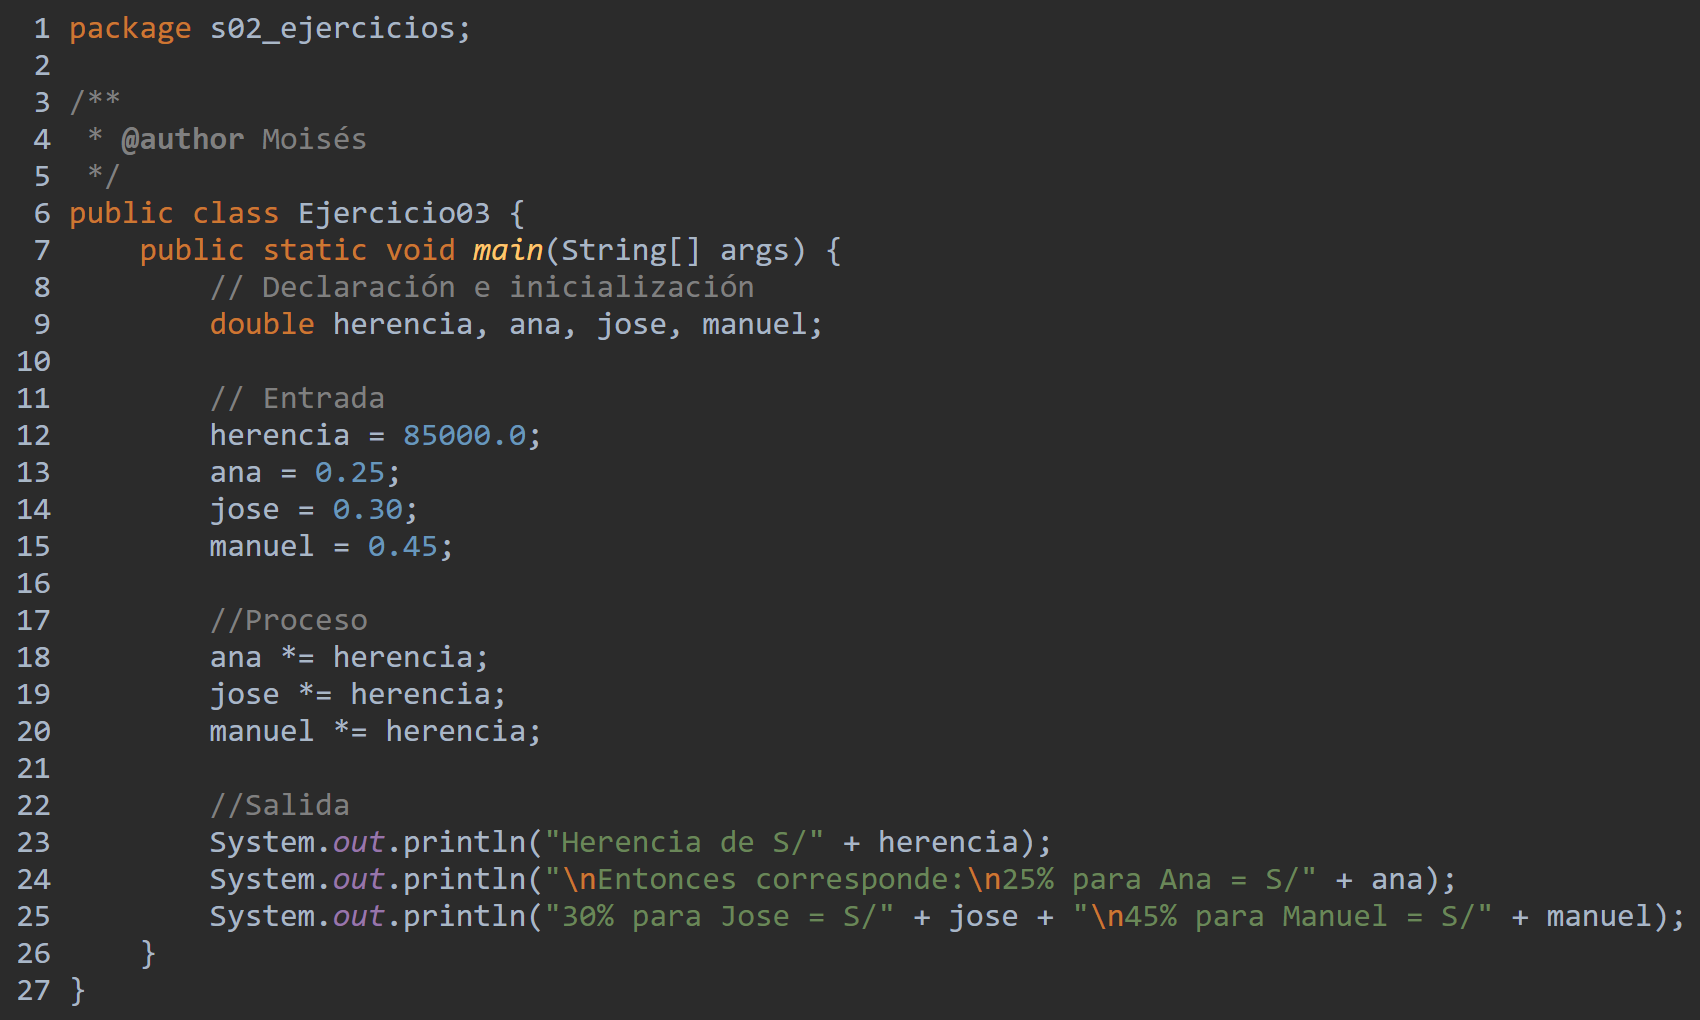 1 package s02_ejercicios;
2
3 /**
4  * @author Moisés
5  */
6 public class Ejercicio03 {
7     public static void main(String[] args) {
8         // Declaración e inicialización
9         double herencia, ana, jose, manuel;
10
11         // Entrada
12         herencia = 85000.0;
13         ana = 0.25;
14         jose = 0.30;
15         manuel = 0.45;
16
17         //Proceso
18         ana *= herencia;
19         jose *= herencia;
20         manuel *= herencia;
21
22         //Salida
23         System.out.println("Herencia de S/" + herencia);
24         System.out.println("\nEntonces corresponde:\n25% para Ana = S/" + ana);
25         System.out.println("30% para Jose = S/" + jose + "\n45% para Manuel = S/" + manuel);
26     }
27 }